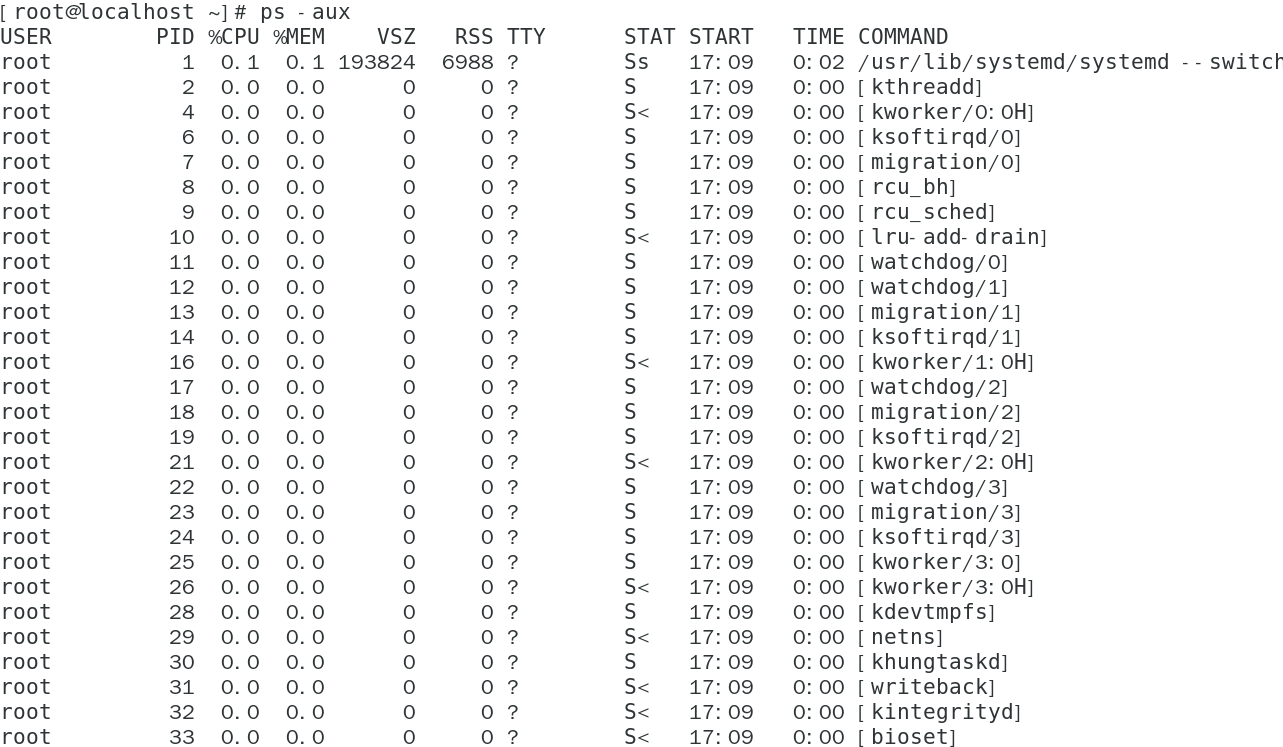 [root@localhost ~]# ps -aux
USER PID %CPU %MEM VSZ RSS TTY STAT START TIME COMMAND
root 1 0.1 0.1 193824 6988 ? Ss 17:09 0:02 /usr/lib/systemd/systemd --switch
root 2 0.0 0.0 0 0 ? S 17:09 0:00 [kthreadd]
root 4 0.0 0.0 0 0 ? S< 17:09 0:00 [kworker/0:0H]
root 6 0.0 0.0 0 0 ? S 17:09 0:00 [ksoftirqd/0]
root 7 0.0 0.0 0 0 ? S 17:09 0:00 [migration/0]
root 8 0.0 0.0 0 0 ? S 17:09 0:00 [rcu_bh]
root 9 0.0 0.0 0 0 ? S 17:09 0:00 [rcu_sched]
root 10 0.0 0.0 0 0 ? S< 17:09 0:00 [lru-add-drain]
root 11 0.0 0.0 0 0 ? S 17:09 0:00 [watchdog/0]
root 12 0.0 0.0 0 0 ? S 17:09 0:00 [watchdog/1]
root 13 0.0 0.0 0 0 ? S 17:09 0:00 [migration/1]
root 14 0.0 0.0 0 0 ? S 17:09 0:00 [ksoftirqd/1]
root 16 0.0 0.0 0 0 ? S< 17:09 0:00 [kworker/1:0H]
root 17 0.0 0.0 0 0 ? S 17:09 0:00 [watchdog/2]
root 18 0.0 0.0 0 0 ? S 17:09 0:00 [migration/2]
root 19 0.0 0.0 0 0 ? S 17:09 0:00 [ksoftirqd/2]
root 21 0.0 0.0 0 0 ? S< 17:09 0:00 [kworker/2:0H]
root 22 0.0 0.0 0 0 ? S 17:09 0:00 [watchdog/3]
root 23 0.0 0.0 0 0 ? S 17:09 0:00 [migration/3]
root 24 0.0 0.0 0 0 ? S 17:09 0:00 [ksoftirqd/3]
root 25 0.0 0.0 0 0 ? S 17:09 0:00 [kworker/3:0]
root 26 0.0 0.0 0 0 ? S< 17:09 0:00 [kworker/3:0H]
root 28 0.0 0.0 0 0 ? S 17:09 0:00 [kdevtmpfs]
root 29 0.0 0.0 0 0 ? S< 17:09 0:00 [netns]
root 30 0.0 0.0 0 0 ? S 17:09 0:00 [khungtaskd]
root 31 0.0 0.0 0 0 ? S< 17:09 0:00 [writeback]
root 32 0.0 0.0 0 0 ? S< 17:09 0:00 [kintegrityd]
root 33 0.0 0.0 0 0 ? S< 17:09 0:00 [bioset]